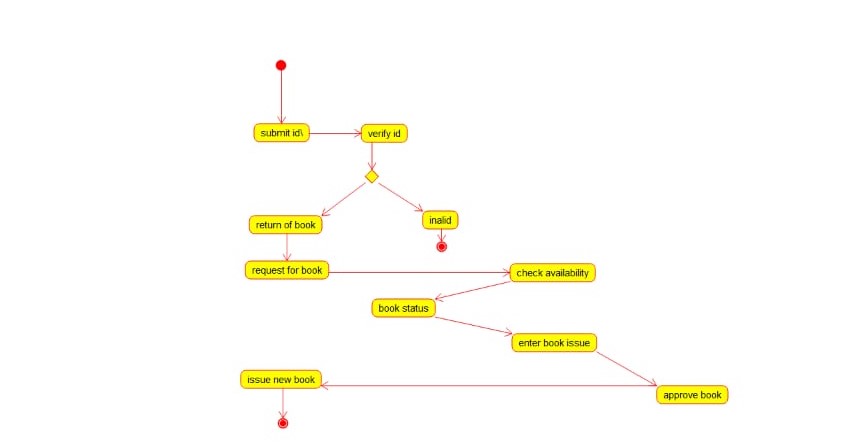 submit id\
verify id
return of book
inalid
request for book
check availability
book status
enter book issue
issue new book
approve book